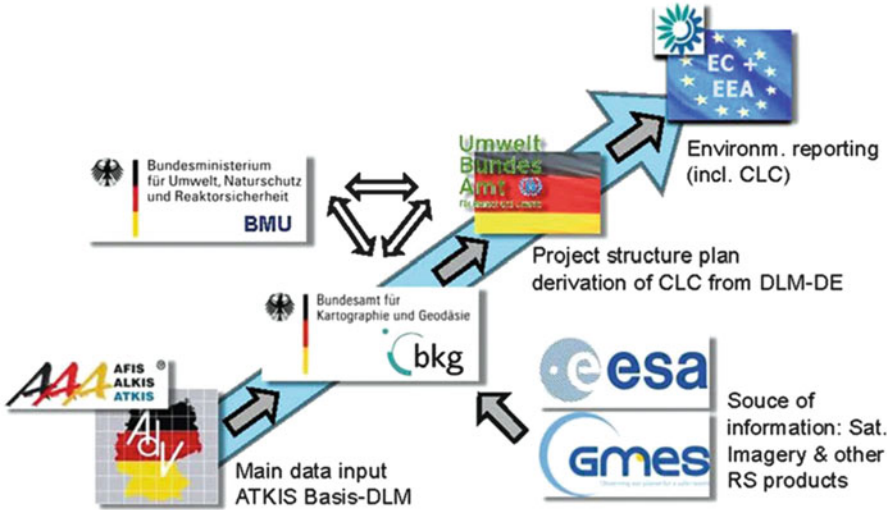 EC +
EEA
Environm. reporting
(incl. CLC)
Umwelt
Bundes
Amt
Bundesministerium
für Umwelt, Naturschutz
und Reaktorsicherheit
BMU
Project structure plan
derivation of CLC from DLM-DE
Bundesamt für
Kartographie und Geodäsie
bkg
AAA
AFIS
ALKIS
ATKIS
®
AdV
Main data input
ATKIS Basis-DLM
esa
GMES
Souce of
information: Sat.
Imagery & other
RS products